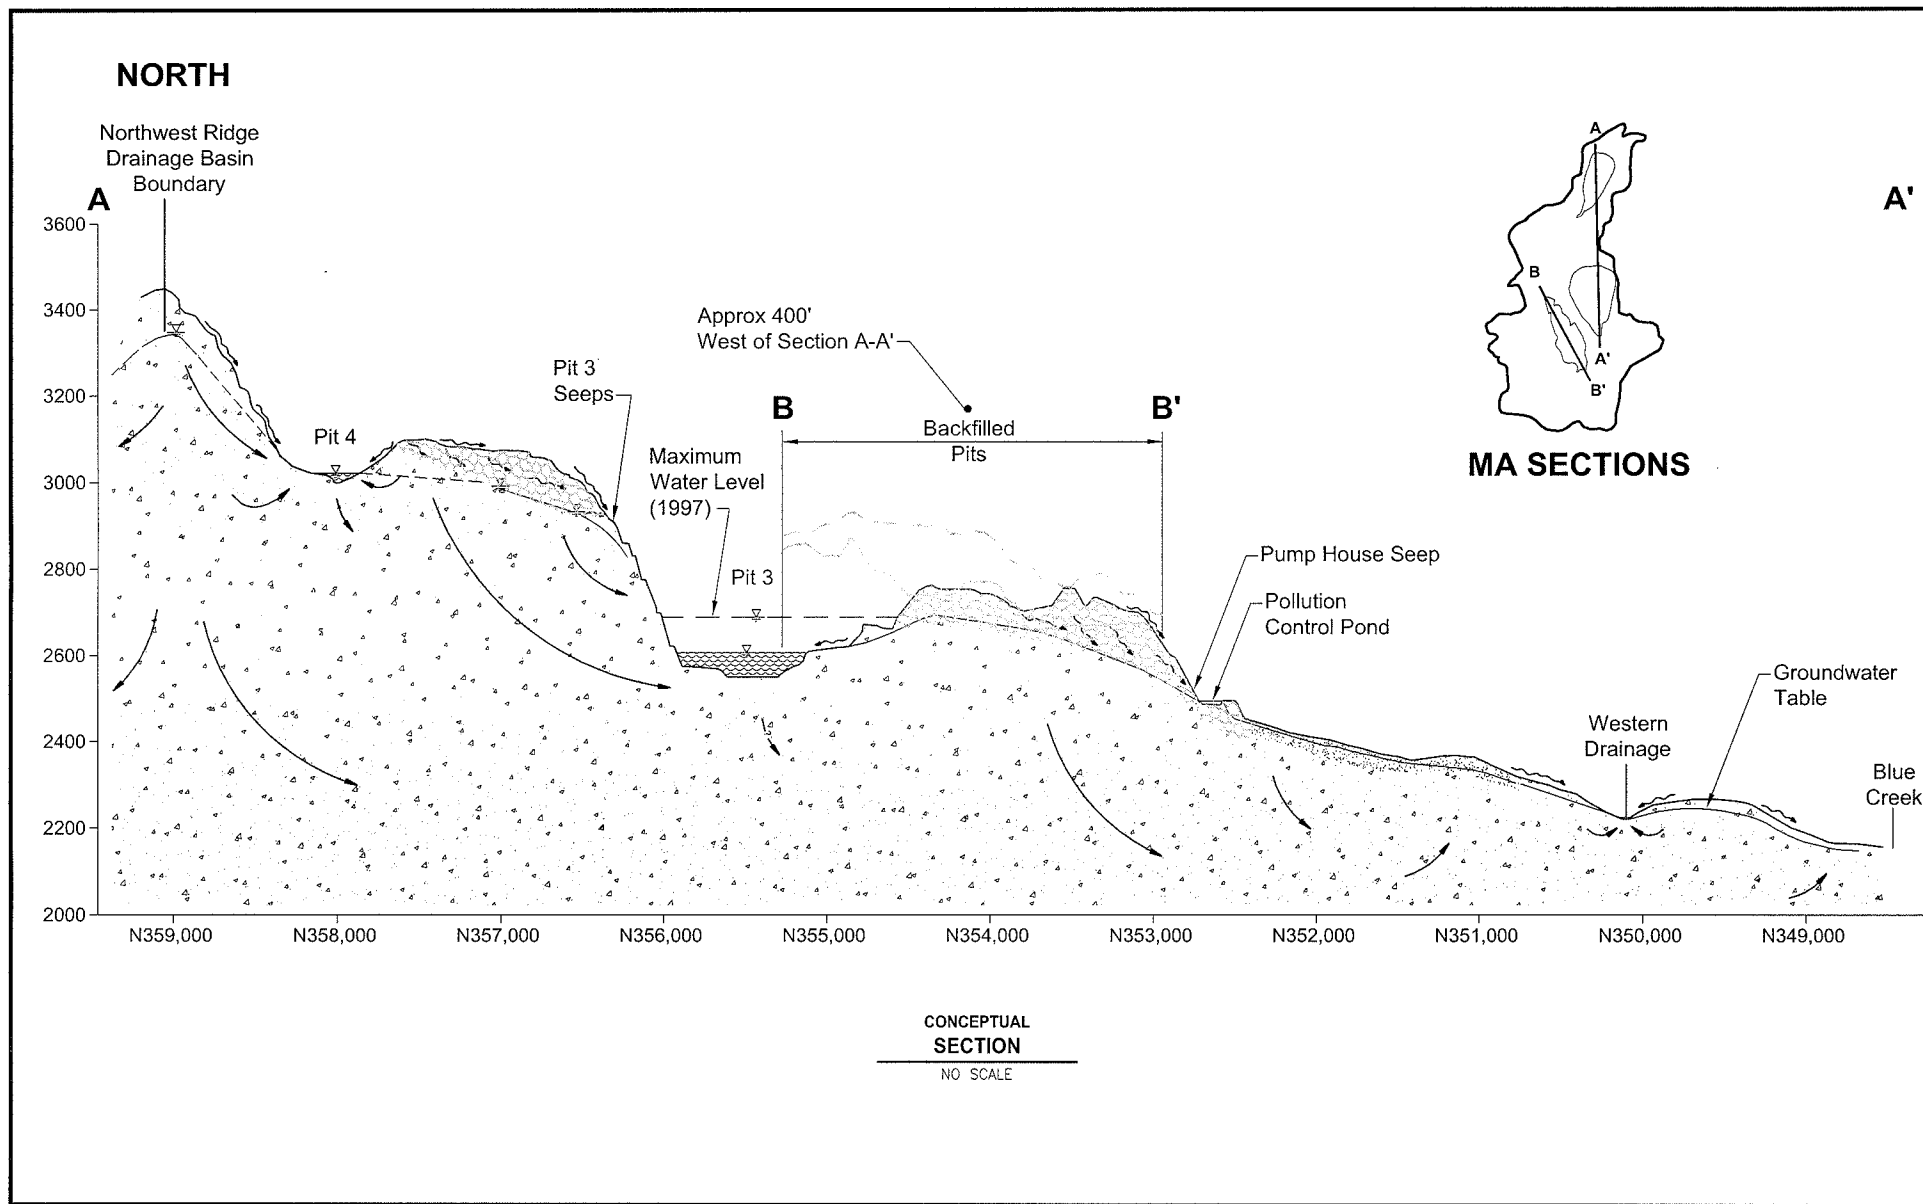 NORTH
Northwest Ridge
Drainage Basin
Boundary
A
A'
3600
3400
3200
3000
2800
2600
2400
2200
2000
Pit 4
Pit 3
Seeps
Maximum
Water Level
(1997)
Pit 3
Approx 400'
West of Section A-A'
B
B'
Backfilled
Pits
Pump House Seep
Pollution
Control Pond
Groundwater
Table
Western
Drainage
Blue
Creek
A
B
A'
B'
MA SECTIONS
N359,000
N358,000
N357,000
N356,000
N355,000
N354,000
N353,000
N352,000
N351,000
N350,000
N349,000
CONCEPTUAL
SECTION
NO SCALE